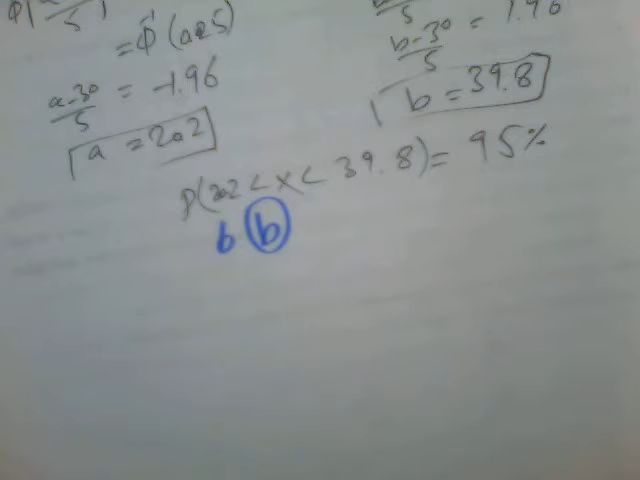 = Φ⁻¹(0.025)
a-30/5 = -1.96
a = 20.2
b-30/5 = 1.96
b = 39.8
P(20.2 < X < 39.8) = 95%
b b